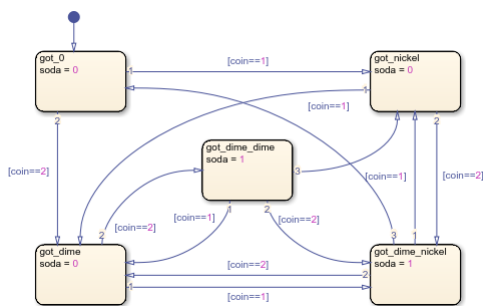 got_0
soda = 0
got_nickel
soda = 0
1
[coin==1]
1
2
[coin==1]
2
[coin==2]
got_dime_dime
soda = 1
3
[coin==1]
[coin==2]
[coin==2]
1
[coin==1]
2
[coin==2]
got_dime
soda = 0
2
[coin==2]
2
1
[coin==1]
3
1
got_dime_nickel
soda = 1